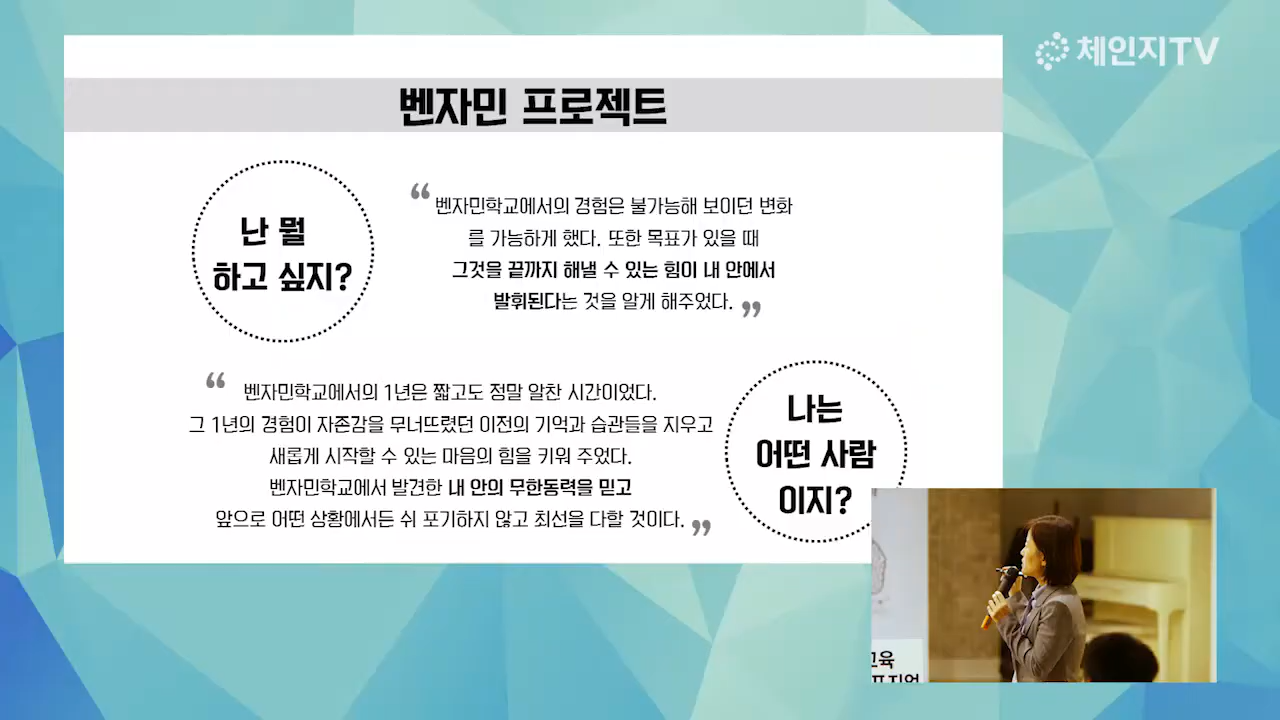 체인지TV
벤자민 프로젝트
난 뭘
하고 싶지?
“ 벤자민학교에서의 경험은 불가능해 보이던 변화
를 가능하게 했다. 또한 목표가 있을 때
그것을 끝까지 해낼 수 있는 힘이 내 안에서
발휘된다는 것을 알게 해주었다. ”
“ 벤자민학교에서의 1년은 짧고도 정말 알찬 시간이었다.
그 1년의 경험이 자존감을 무너뜨렸던 이전의 기억과 습관들을 지우고
새롭게 시작할 수 있는 마음의 힘을 키워 주었다.
벤자민학교에서 발견한 내 안의 무한동력을 믿고
앞으로 어떤 상황에서든 쉬 포기하지 않고 최선을 다할 것이다. ”
나는
어떤 사람
이지?